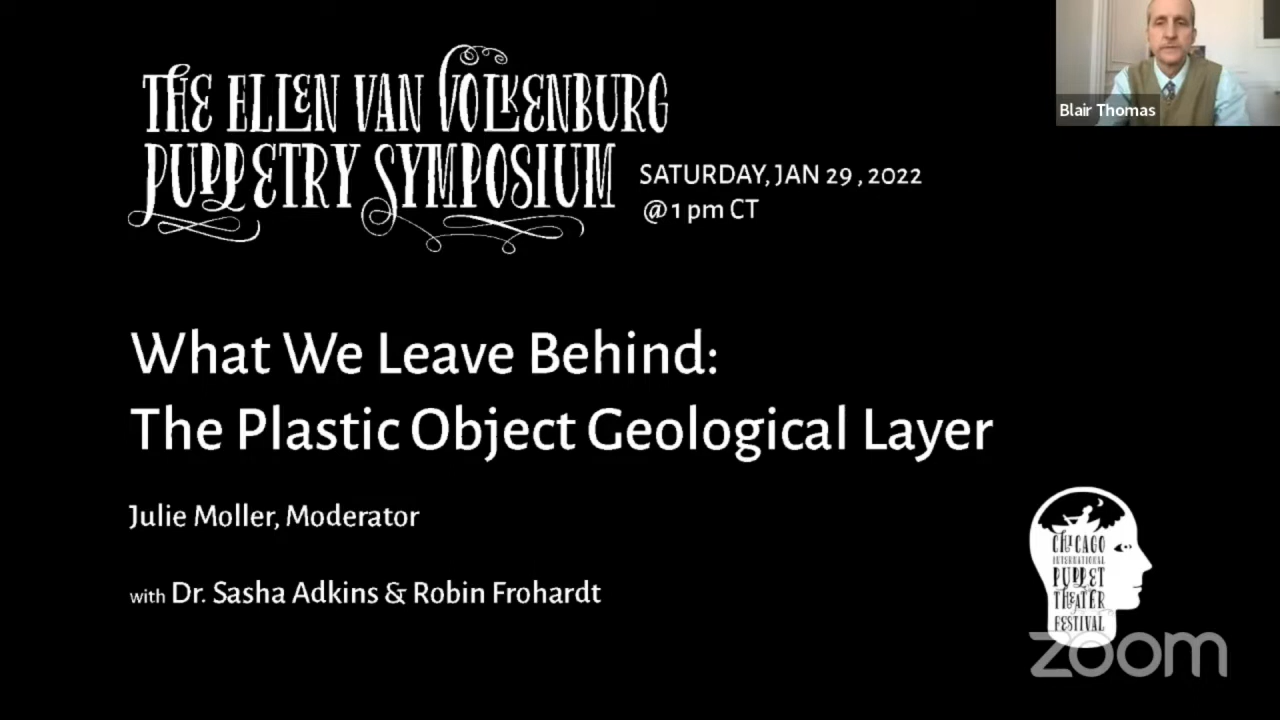 THE ELLEN VAN VOLKENBURG
PUPPETRY SYMPOSIUM
SATURDAY, JAN 29, 2022
@ 1 pm CT
Blair Thomas
What We Leave Behind:
The Plastic Object Geological Layer
Julie Moller, Moderator
with Dr. Sasha Adkins & Robin Frohardt
CHICAGO
INTERNATIONAL
PUPPET
THEATER
FESTIVAL
zoom